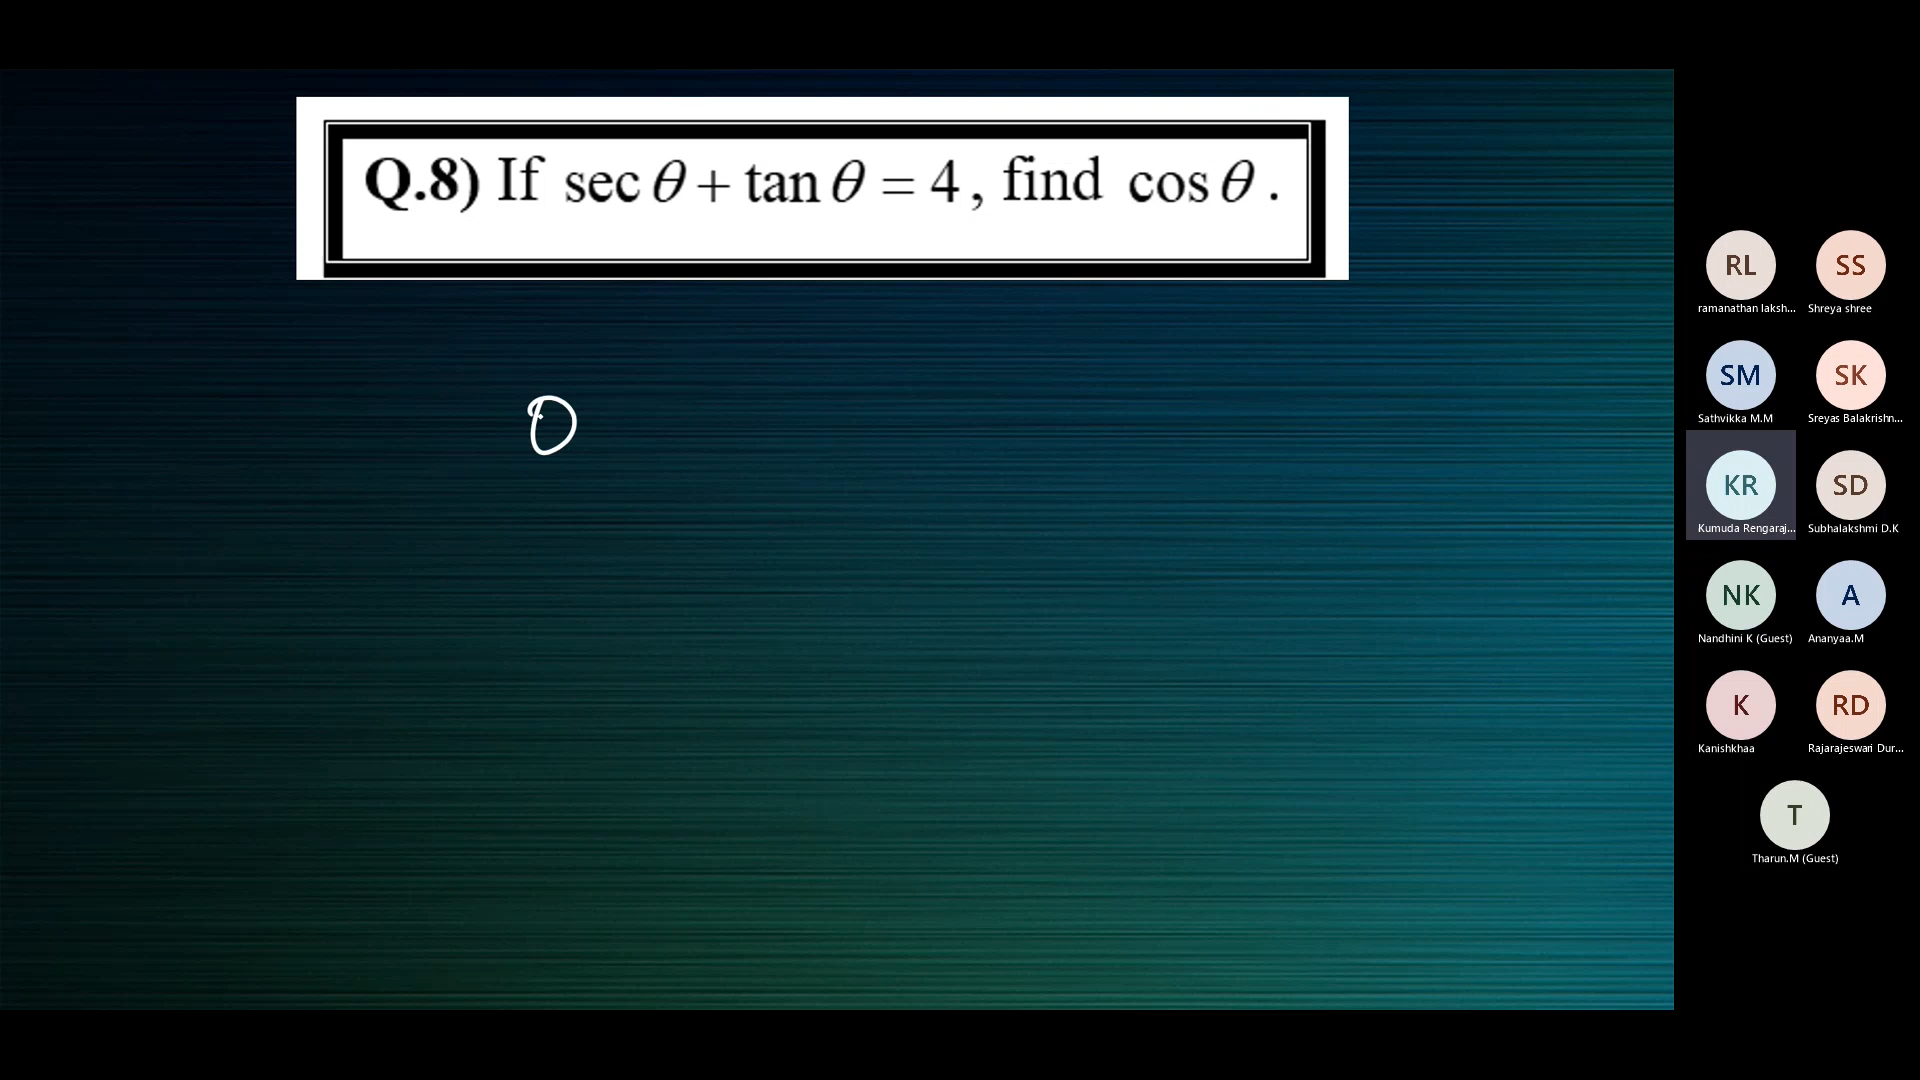 Q.8) If sec θ + tan θ = 4, find cos θ.
RL
ramanathan laksh...
SS
Shreya shree
SM
Sathvikka M.M
SK
Sreyas Balakrishn...
KR
Kumuda Rengaraj...
SD
Subhalakshmi D.K
NK
Nandhini K (Guest)
A
Ananyaa.M
K
Kanishkhaa
RD
Rajarajeswari Dur...
T
Tharun.M (Guest)